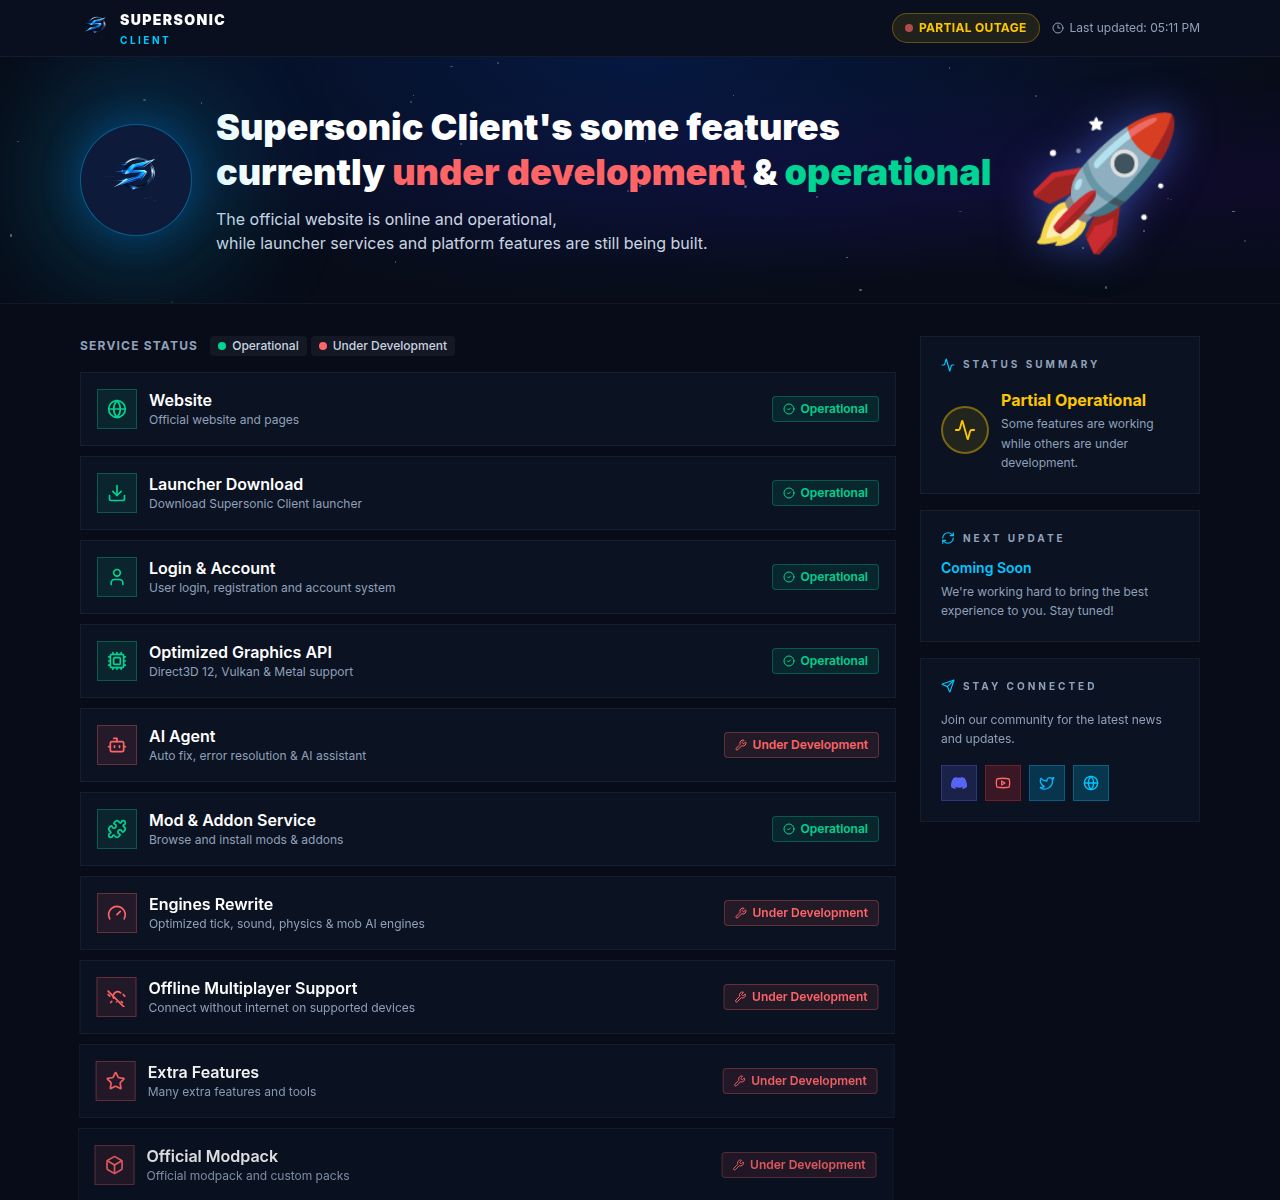 SUPERSONIC
CLIENT
PARTIAL OUTAGE
Last updated: 05:11 PM
Supersonic Client's some features
currently under development & operational
The official website is online and operational,
while launcher services and platform features are still being built.
SERVICE STATUS
Operational
Under Development
Website
Official website and pages
Operational
Launcher Download
Download Supersonic Client launcher
Operational
Login & Account
User login, registration and account system
Operational
Optimized Graphics API
Direct3D 12, Vulkan & Metal support
Operational
AI Agent
Auto fix, error resolution & AI assistant
Under Development
Mod & Addon Service
Browse and install mods & addons
Operational
Engines Rewrite
Optimized tick, sound, physics & mob AI engines
Under Development
Offline Multiplayer Support
Connect without internet on supported devices
Under Development
Extra Features
Many extra features and tools
Under Development
Official Modpack
Official modpack and custom packs
Under Development
STATUS SUMMARY
Partial Operational
Some features are working
while others are under
development.
NEXT UPDATE
Coming Soon
We're working hard to bring the best
experience to you. Stay tuned!
STAY CONNECTED
Join our community for the latest news
and updates.